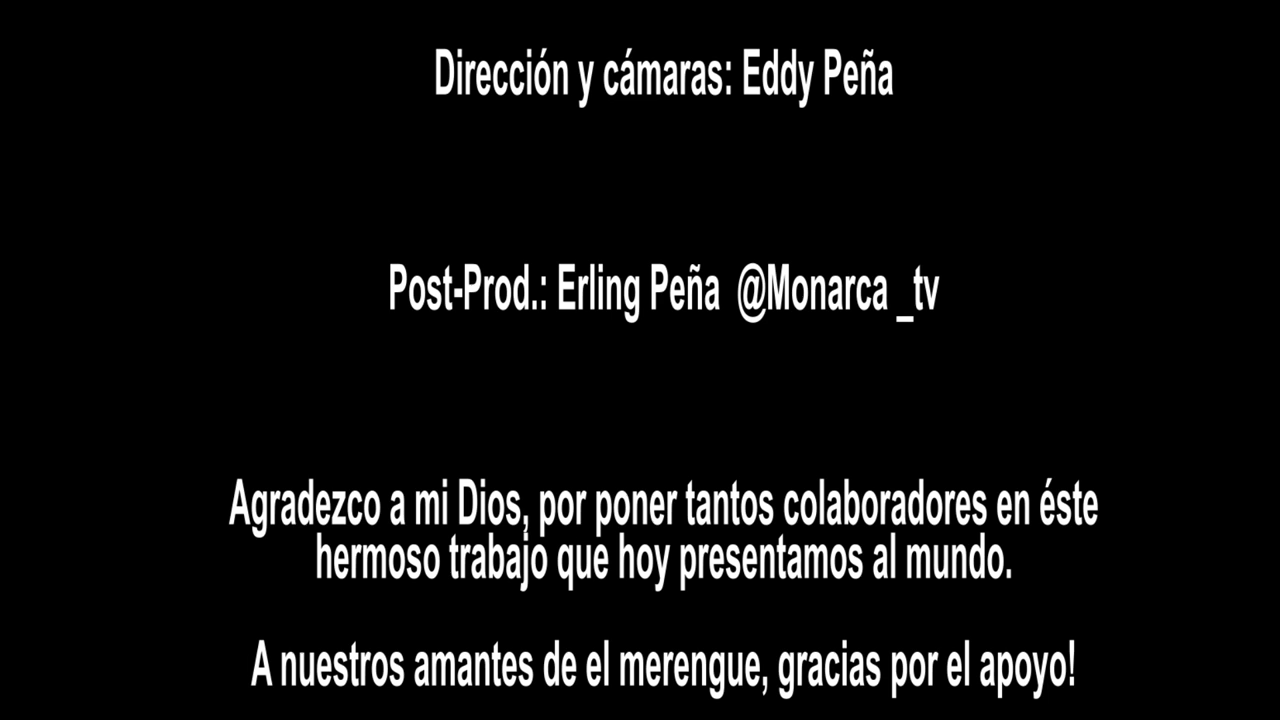 Dirección y cámaras: Eddy Peña
Post-Prod.: Erling Peña  @Monarca _tv
Agradezco a mi Dios, por poner tantos colaboradores en éste
hermoso trabajo que hoy presentamos al mundo.
A nuestros amantes de el merengue, gracias por el apoyo!